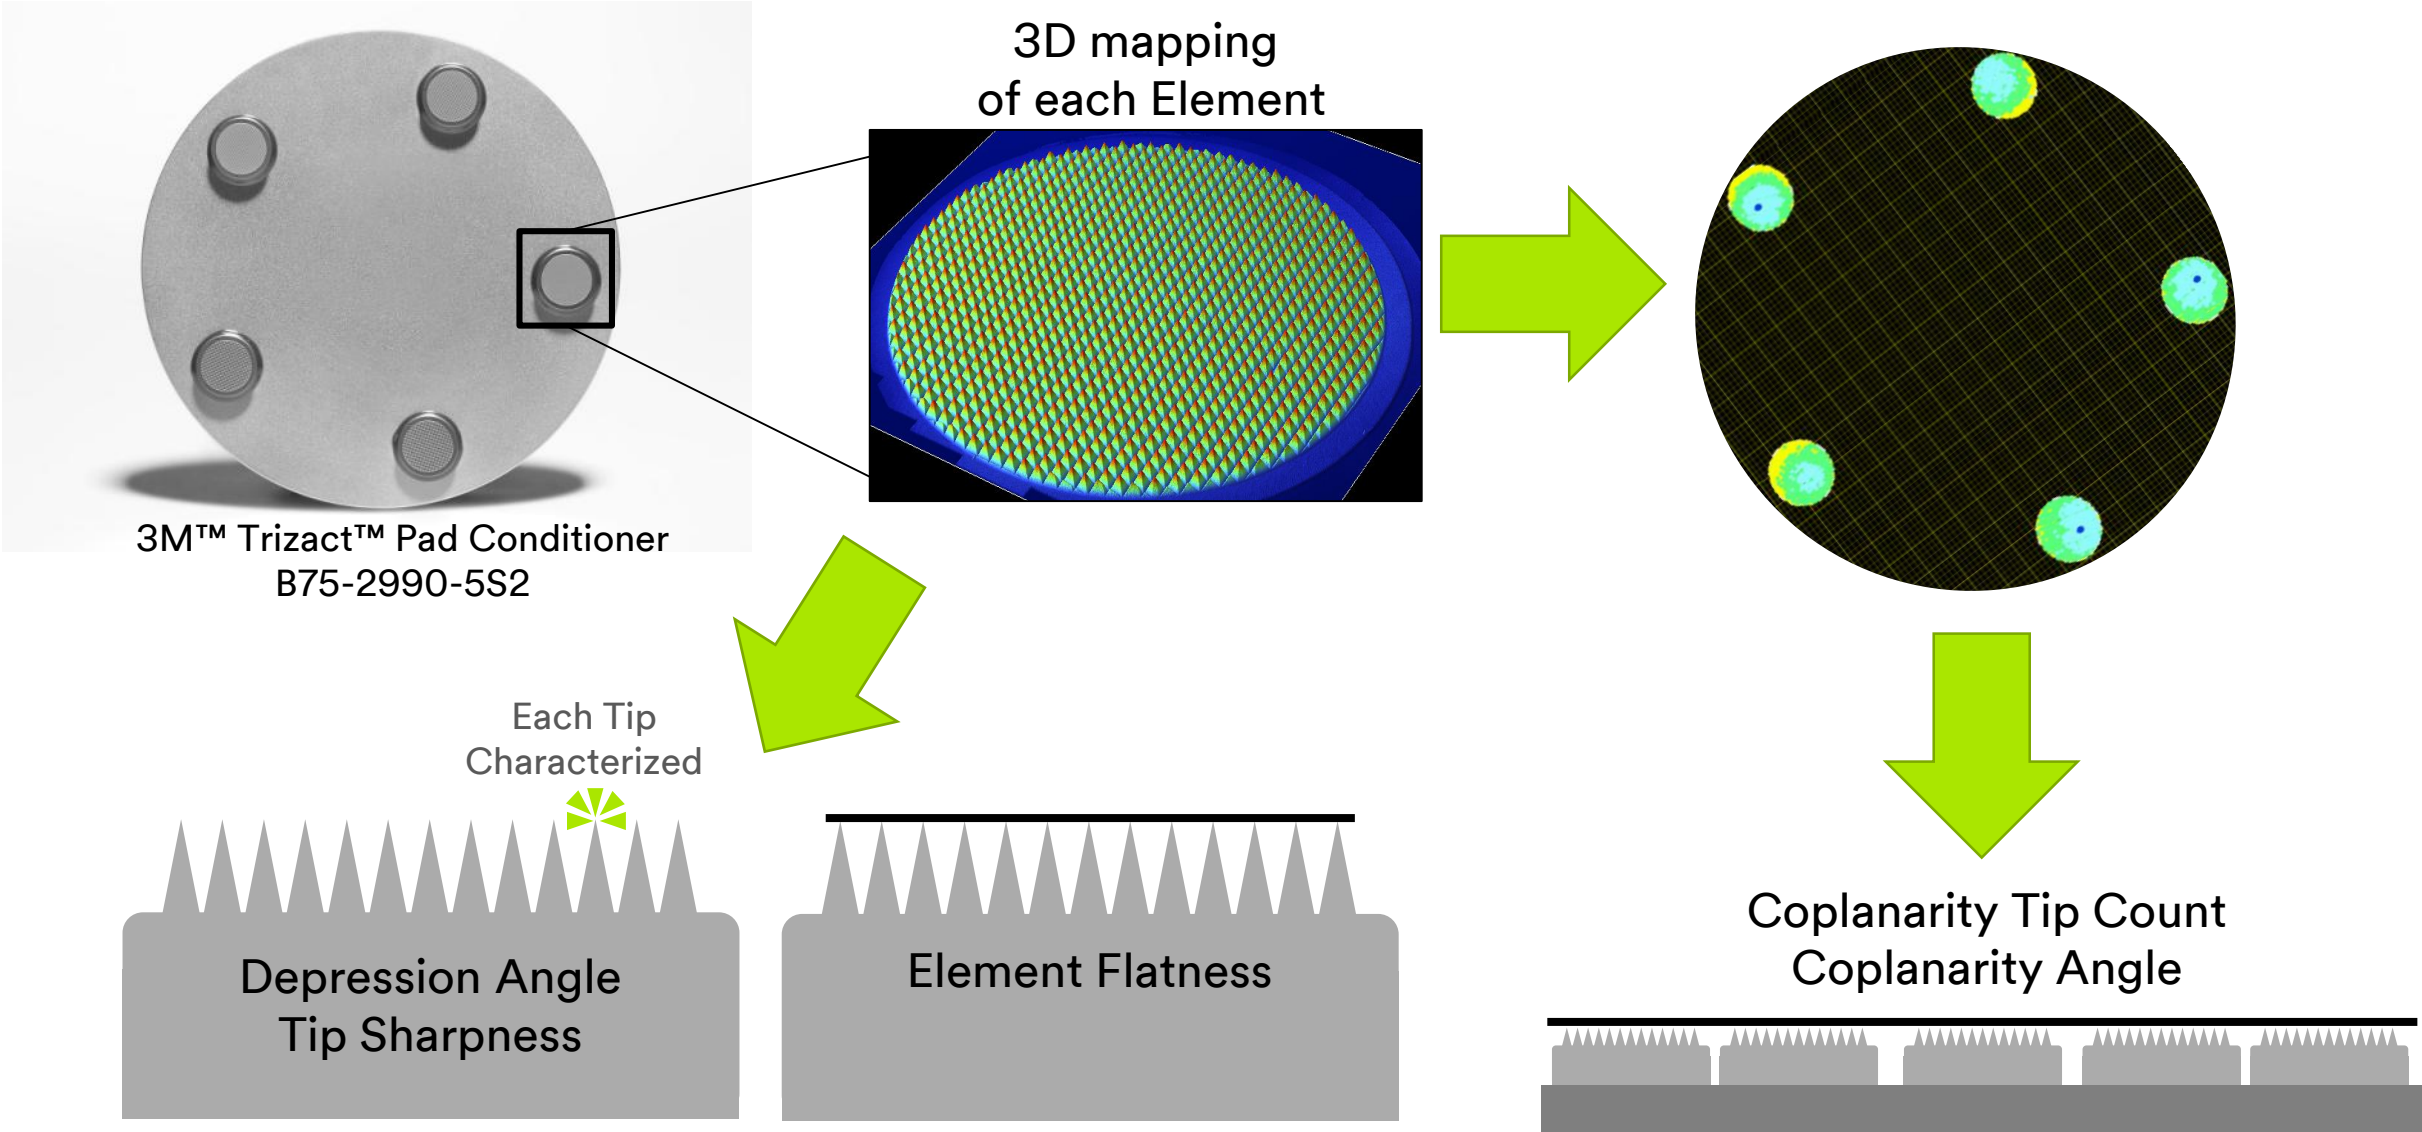 3D mapping
of each Element
3M™ Trizact™ Pad Conditioner
B75-2990-5S2
Each Tip
Characterized
Depression Angle
Tip Sharpness
Element Flatness
Coplanarity Tip Count
Coplanarity Angle